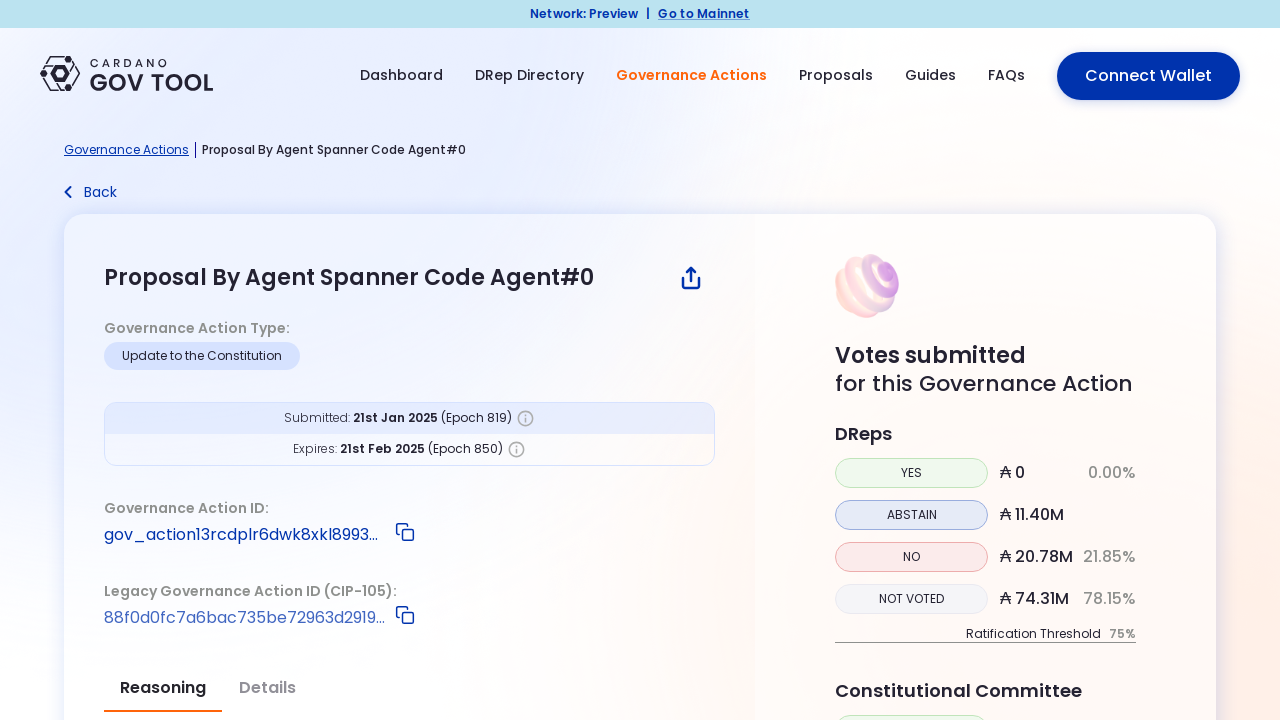 Network: Preview | Go to Mainnet
CARDANO
GOV TOOL
Dashboard DRep Directory Governance Actions Proposals Guides FAQs Connect Wallet
Governance Actions | Proposal By Agent Spanner Code Agent#0
Back
Proposal By Agent Spanner Code Agent#0
Governance Action Type:
Update to the Constitution
Submitted: 21st Jan 2025 (Epoch 819)
Expires: 21st Feb 2025 (Epoch 850)
Governance Action ID:
gov_action13rcdplr6dwk8xkl8993...
Legacy Governance Action ID (CIP-105):
88f0d0fc7a6bac735be72963d2919...
Reasoning Details
Votes submitted
for this Governance Action
DReps
YES ₳ 0 0.00%
ABSTAIN ₳ 11.40M
NO ₳ 20.78M 21.85%
NOT VOTED ₳ 74.31M 78.15%
Ratification Threshold 75%
Constitutional Committee